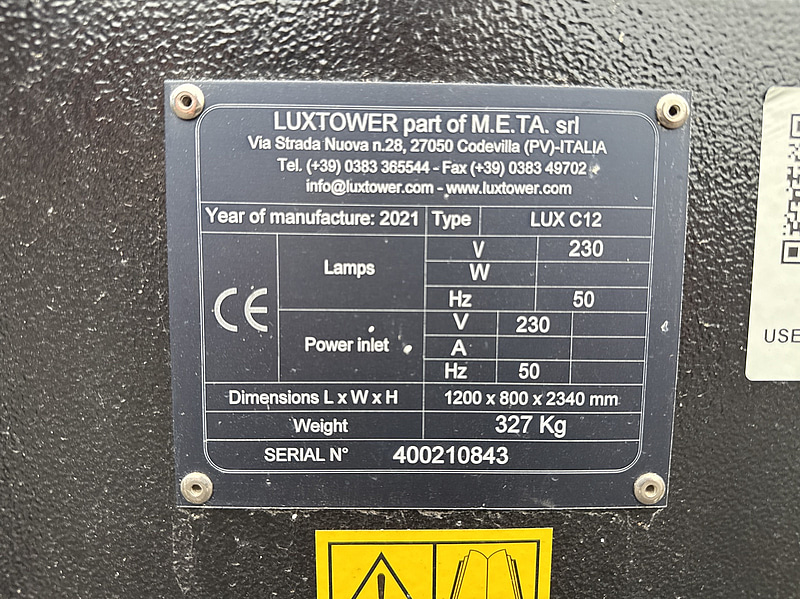 LUXTOWER part of M.E.TA. srl
Via Strada Nuova n.28, 27050 Codevilla (PV)-ITALIA
Tel. (+39) 0383 365544 - Fax (+39) 0383 49702
info@luxtower.com - www.luxtower.com
Year of manufacture: 2021 Type LUX C12
CE
Lamps
V 230
W
Hz 50
Power inlet
V 230
A
Hz 50
Dimensions L x W x H 1200 x 800 x 2340 mm
Weight 327 Kg
SERIAL N° 400210843
USE